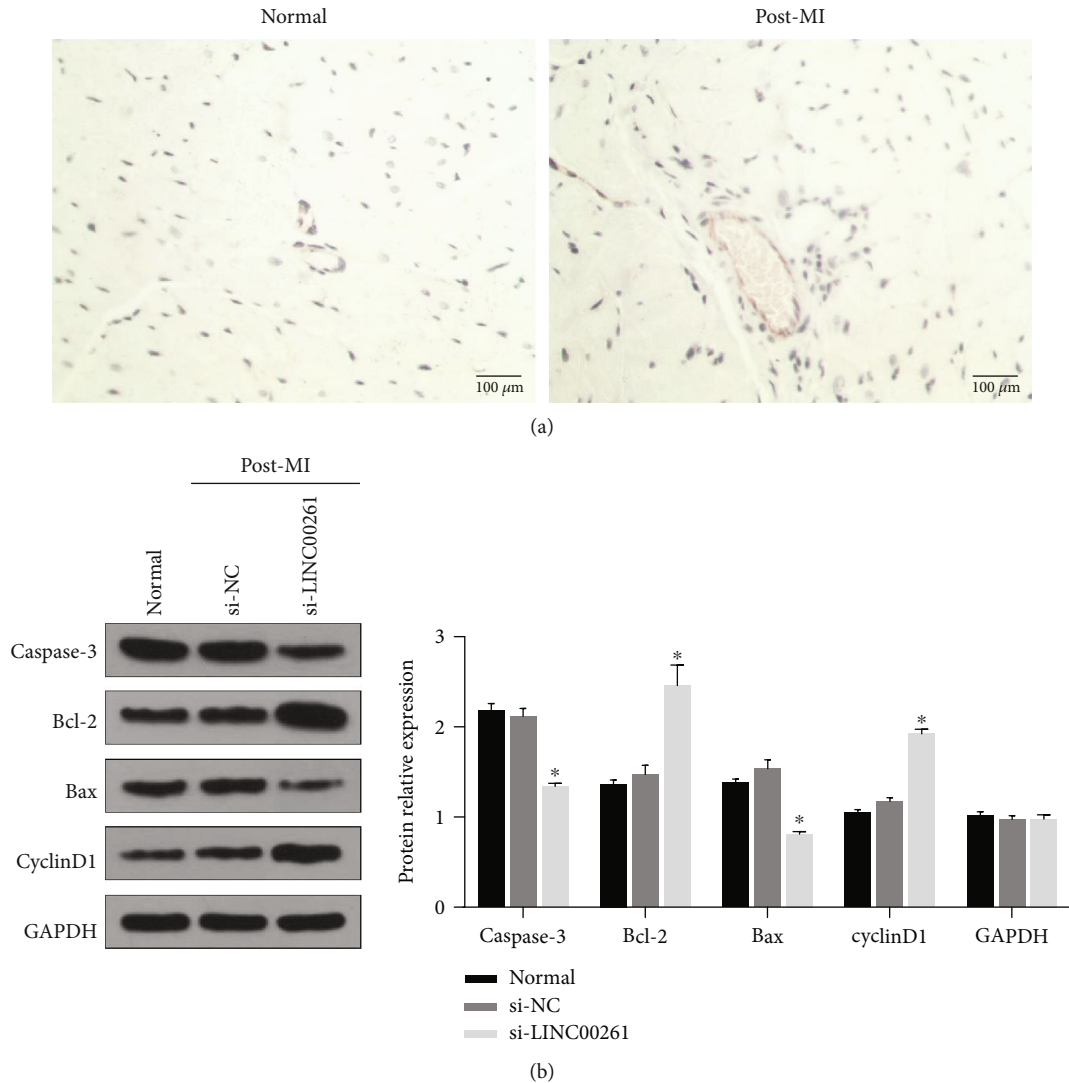 Normal
Post-MI
100 μm
100 μm
(a)
Post-MI
Normal
si-NC
si-LINC00261
Caspase-3
Bcl-2
Bax
CyclinD1
GAPDH
Protein relative expression
3
2
1
0
*
*
*
*
Caspase-3
Bcl-2
Bax
cyclinD1
GAPDH
Normal
si-NC
si-LINC00261
(b)